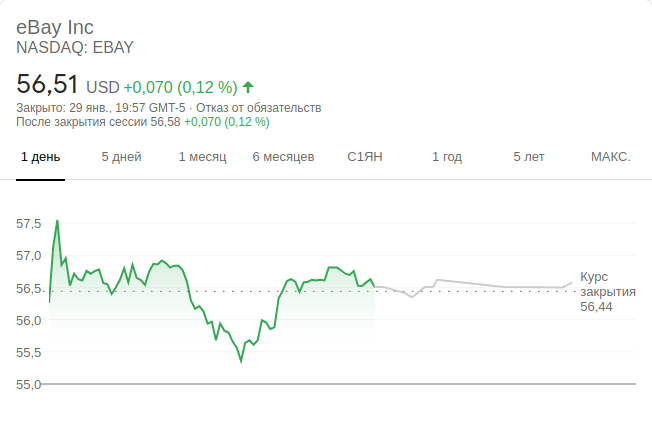 eBay Inc
NASDAQ: EBAY
56,51 USD +0,070 (0,12 %)
Закрыто: 29 янв., 19:57 GMT-5 · Отказ от обязательств
После закрытия сессии 56,58 +0,070 (0,12 %)
1 день 5 дней 1 месяц 6 месяцев С1ЯН 1 год 5 лет МАКС.
57,5
57,0
56,5
56,0
55,5
55,0
Курс
закрытия
56,44